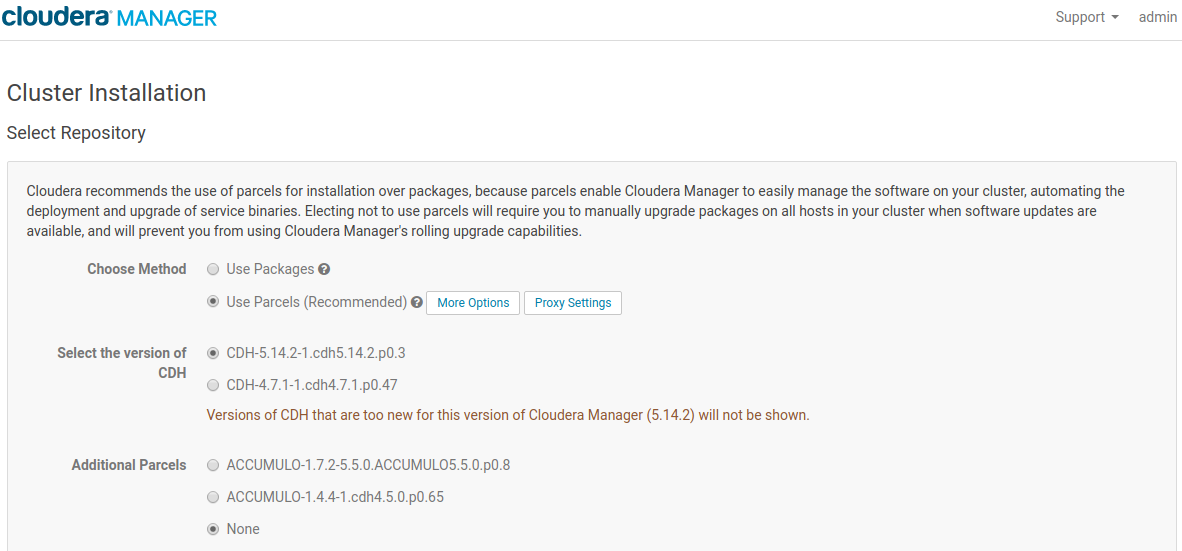 cloudera MANAGER
Support admin
Cluster Installation
Select Repository
Cloudera recommends the use of parcels for installation over packages, because parcels enable Cloudera Manager to easily manage the software on your cluster, automating the
deployment and upgrade of service binaries. Electing not to use parcels will require you to manually upgrade packages on all hosts in your cluster when software updates are
available, and will prevent you from using Cloudera Manager's rolling upgrade capabilities.
Choose Method
Use Packages ?
Use Parcels (Recommended) ? More Options Proxy Settings
Select the version of
CDH
CDH-5.14.2-1.cdh5.14.2.p0.3
CDH-4.7.1-1.cdh4.7.1.p0.47
Versions of CDH that are too new for this version of Cloudera Manager (5.14.2) will not be shown.
Additional Parcels
ACCUMULO-1.7.2-5.5.0.ACCUMULO5.5.0.p0.8
ACCUMULO-1.4.4-1.cdh4.5.0.p0.65
None